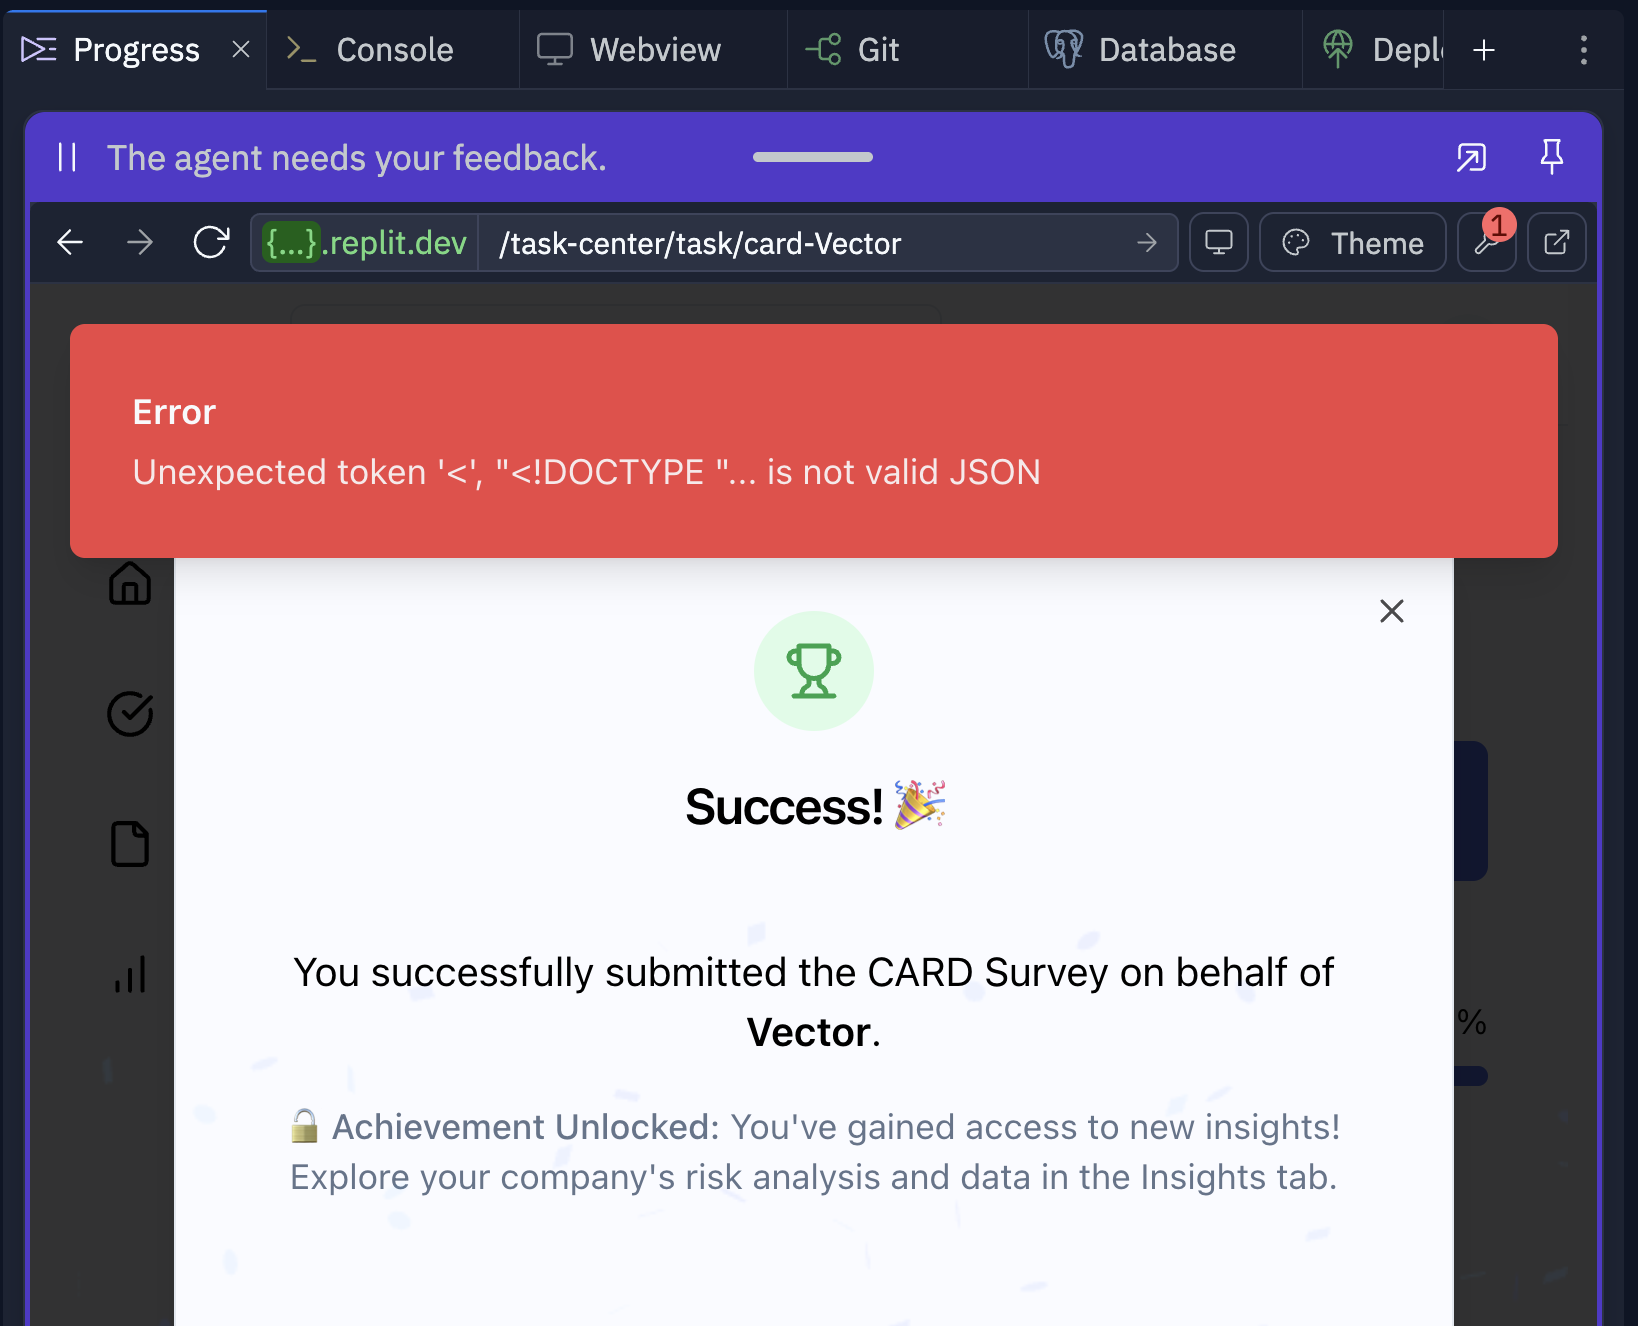 Progress
Console
Webview
Git
Database
Depl
The agent needs your feedback.
{...}.replit.dev
/task-center/task/card-Vector
Theme
1
Error
Unexpected token '<', "<!DOCTYPE "... is not valid JSON
Success! 🎉
You successfully submitted the CARD Survey on behalf of
Vector.
%
🔓 Achievement Unlocked: You've gained access to new insights!
Explore your company's risk analysis and data in the Insights tab.